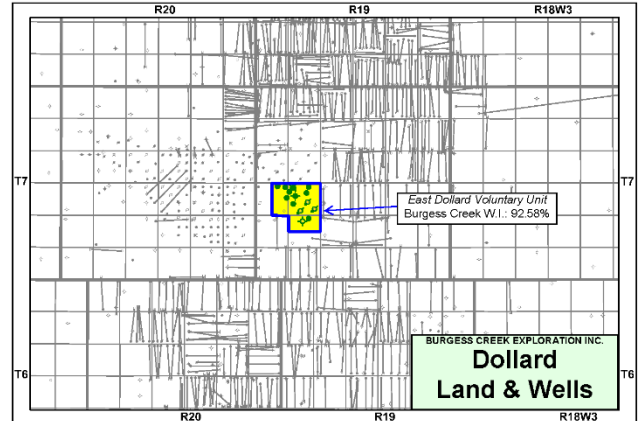 R20 R19 R18W3
T7 T7
East Dollard Voluntary Unit
Burgess Creek W.I.: 92.58%
BURGESS CREEK EXPLORATION INC.
Dollard
Land & Wells
T6 T6
R20 R19 R18W3